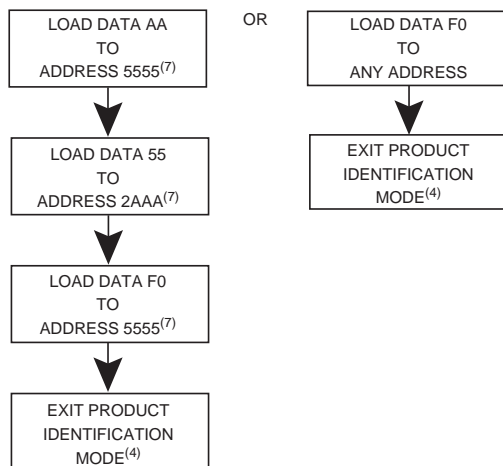 LOAD DATA AA
TO
ADDRESS 5555(7)
LOAD DATA 55
TO
ADDRESS 2AAA(7)
LOAD DATA F0
TO
ADDRESS 5555(7)
EXIT PRODUCT
IDENTIFICATION
MODE(4)
OR
LOAD DATA F0
TO
ANY ADDRESS
EXIT PRODUCT
IDENTIFICATION
MODE(4)